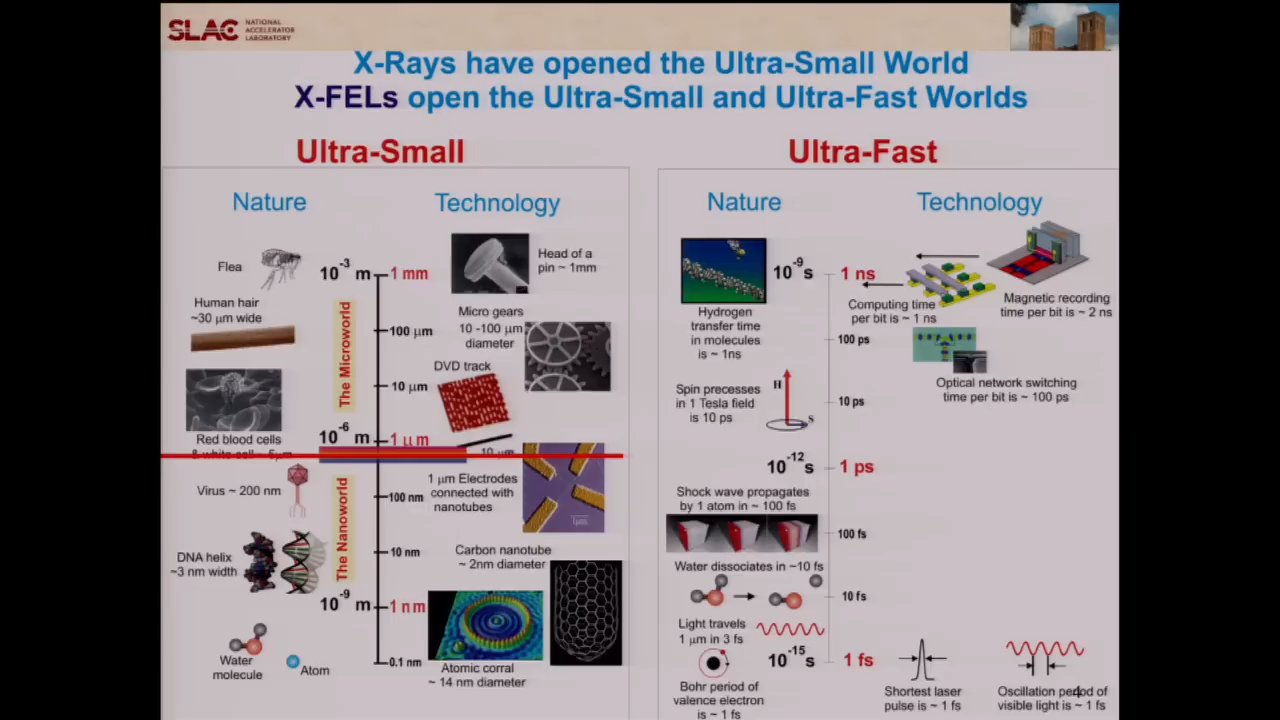 SLAC NATIONAL
ACCELERATOR
LABORATORY
X-Rays have opened the Ultra-Small World
X-FELs open the Ultra-Small and Ultra-Fast Worlds
Ultra-Small
Nature
Technology
Flea
Human hair
~30 μm wide
Red blood cells
& white cell ~ 5μm
Virus ~ 200 nm
DNA helix
~3 nm width
Water
molecule
Atom
The Microworld
The Nanoworld
10-3 m
1 mm
100 μm
10 μm
10-6 m
1 μm
100 nm
10 nm
10-9 m
1 nm
0.1 nm
Head of a
pin ~ 1mm
Micro gears
10 -100 μm
diameter
DVD track
10 μm
1 μm Electrodes
connected with
nanotubes
1μm
Carbon nanotube
~ 2nm diameter
Atomic corral
~ 14 nm diameter
Ultra-Fast
Nature
Technology
Hydrogen
transfer time
in molecules
is ~ 1ns
Spin precesses
in 1 Tesla field
is 10 ps
H
S
Shock wave propagates
by 1 atom in ~ 100 fs
Water dissociates in ~10 fs
Light travels
1 μm in 3 fs
Bohr period of
valence electron
is ~ 1 fs
10-9s
1 ns
100 ps
10 ps
10-12s
1 ps
100 fs
10 fs
10-15s
1 fs
Computing time
per bit is ~ 1 ns
Magnetic recording
time per bit is ~ 2 ns
Optical network switching
time per bit is ~ 100 ps
Shortest laser
pulse is ~ 1 fs
Oscillation period of
visible light is ~ 1 fs
4